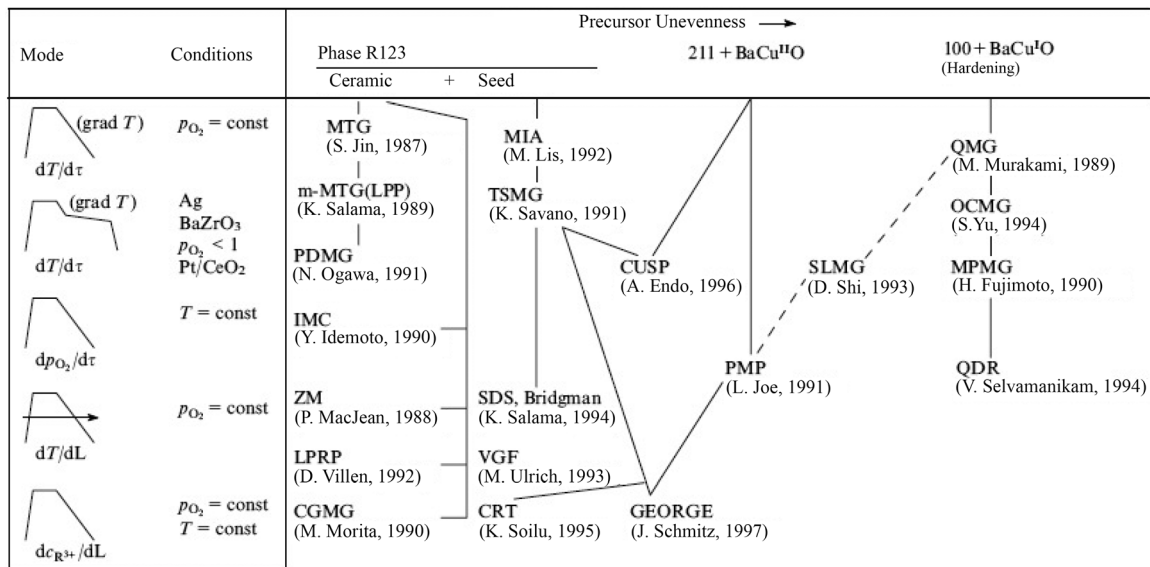 Precursor Unevenness
Mode
Conditions
Phase R123
211 + BaCuᴵᴵO
100 + BaCuᴵO
(Hardening)
Ceramic + Seed
(grad T)
dT/dτ
pO₂ = const
MTG
(S. Jin, 1987)
MIA
(M. Lis, 1992)
QMG
(M. Murakami, 1989)
(grad T)
dT/dτ
Ag
BaZrO₃
pO₂ < 1
Pt/CeO₂
m-MTG(LPP)
(K. Salama, 1989)
TSMG
(K. Savano, 1991)
OCMG
(S.Yu, 1994)
PDMG
(N. Ogawa, 1991)
CUSP
(A. Endo, 1996)
SLMG
(D. Shi, 1993)
MPMG
(H. Fujimoto, 1990)
dpO₂/dτ
T = const
IMC
(Y. Idemoto, 1990)
PMP
(L. Joe, 1991)
QDR
(V. Selvamanikam, 1994)
dT/dL
pO₂ = const
ZM
(P. MacJean, 1988)
SDS, Bridgman
(K. Salama, 1994)
LPRP
(D. Villen, 1992)
VGF
(M. Ulrich, 1993)
dcR³⁺/dL
pO₂ = const
T = const
CGMG
(M. Morita, 1990)
CRT
(K. Soilu, 1995)
GEORGE
(J. Schmitz, 1997)